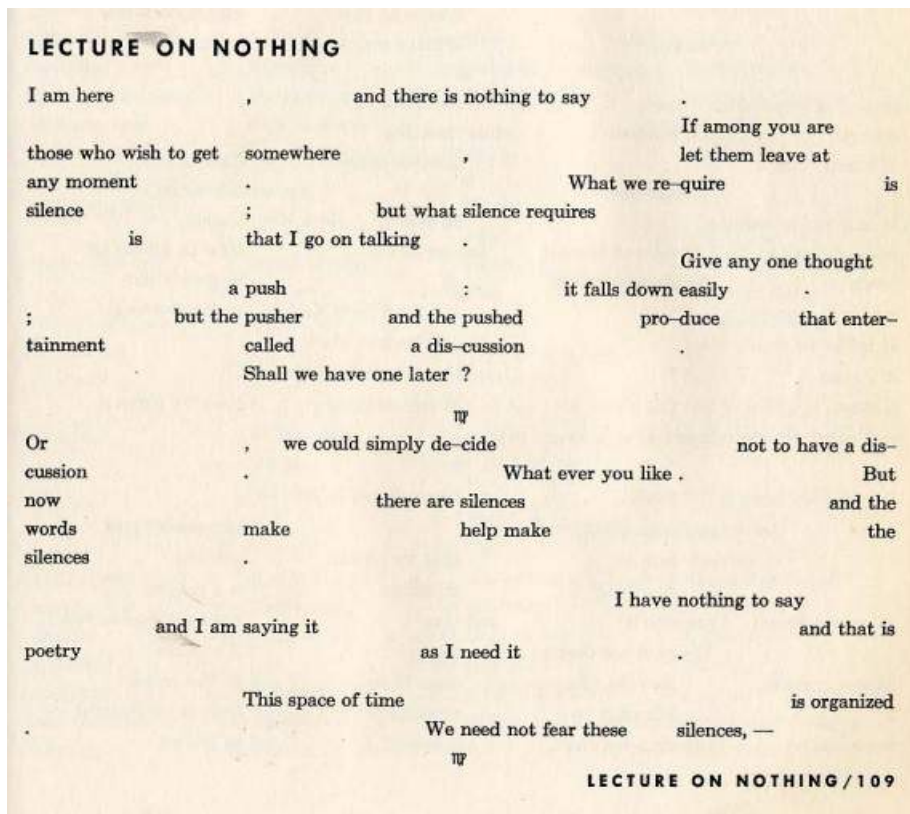 LECTURE ON NOTHING
I am here , and there is nothing to say .
If among you are
those who wish to get somewhere , let them leave at
any moment . What we re–quire is
silence ; but what silence requires
is that I go on talking .
Give any one thought
a push : it falls down easily .
; but the pusher and the pushed pro–duce that enter–
tainment called a dis–cussion .
Shall we have one later ?
Or , we could simply de–cide not to have a dis–
cussion . What ever you like . But
now there are silences and the
words make help make the
silences .
I have nothing to say
and I am saying it and that is
poetry as I need it .
This space of time is organized
. We need not fear these silences, —
LECTURE ON NOTHING/109